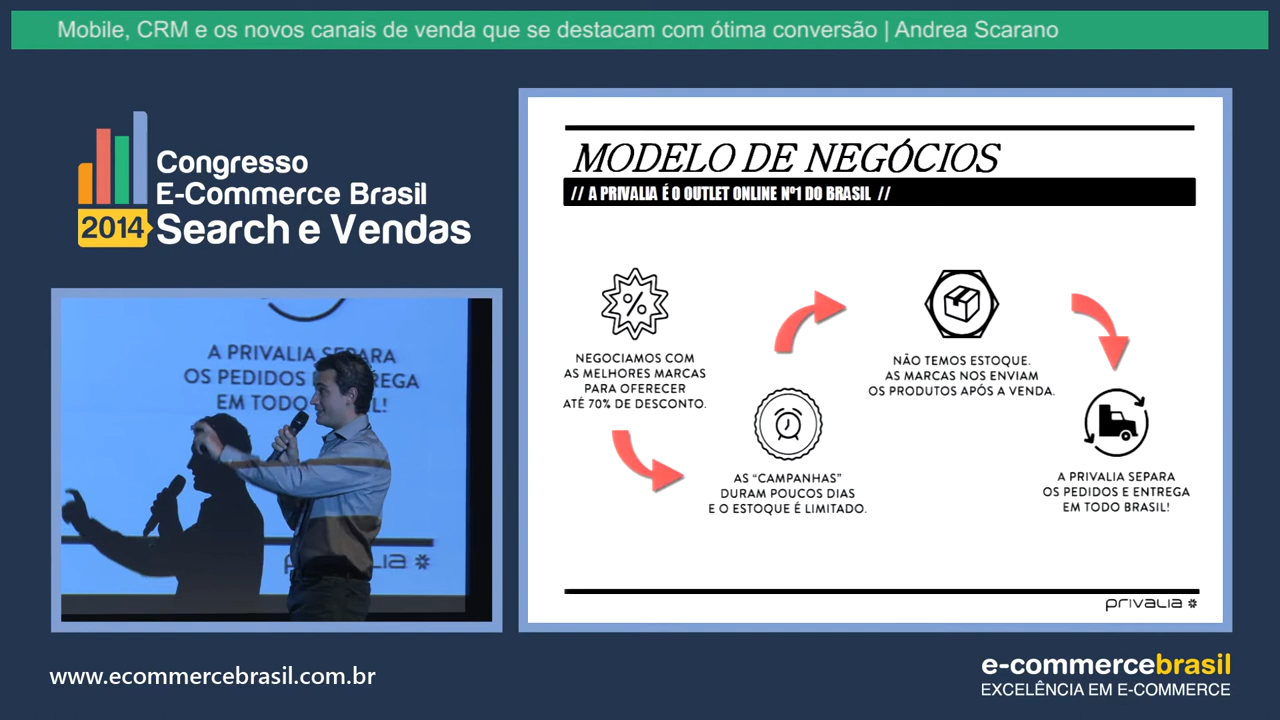 Mobile, CRM e os novos canais de venda que se destacam com ótima conversão | Andrea Scarano
Congresso
E-Commerce Brasil
2014 Search e Vendas
MODELO DE NEGÓCIOS
// A PRIVALIA É O OUTLET ONLINE Nº1 DO BRASIL //
NEGOCIAMOS COM
AS MELHORES MARCAS
PARA OFERECER
ATÉ 70% DE DESCONTO.
AS “CAMPANHAS”
DURAM POUCOS DIAS
E O ESTOQUE É LIMITADO.
NÃO TEMOS ESTOQUE.
AS MARCAS NOS ENVIAM
OS PRODUTOS APÓS A VENDA.
A PRIVALIA SEPARA
OS PEDIDOS E ENTREGA
EM TODO BRASIL!
PRIVALIA
A PRIVALIA SEPARA
OS PEDIDOS
EM TODO
www.ecommercebrasil.com.br
e-commercebrasil
EXCELÊNCIA EM E-COMMERCE